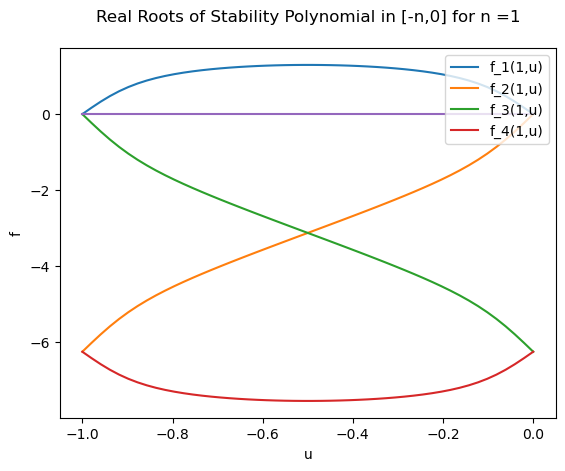 Real Roots of Stability Polynomial in [-n,0] for n =1
f_1(1,u)
f_2(1,u)
f_3(1,u)
f_4(1,u)
0
−2
−4
−6
f
−1.0
−0.8
−0.6
−0.4
−0.2
0.0
u